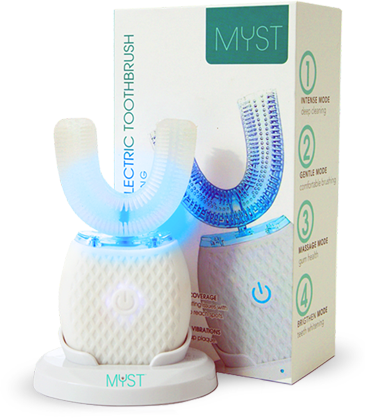 MYST
ELECTRIC TOOTHBRUSH
1
INTENSE MODE
deep cleaning
2
GENTLE MODE
comfortable brushing
3
MASSAGE MODE
gum health
4
BRIGTHEN MODE
teeth whitening
COVERAGE
VIBRATIONS
MYST